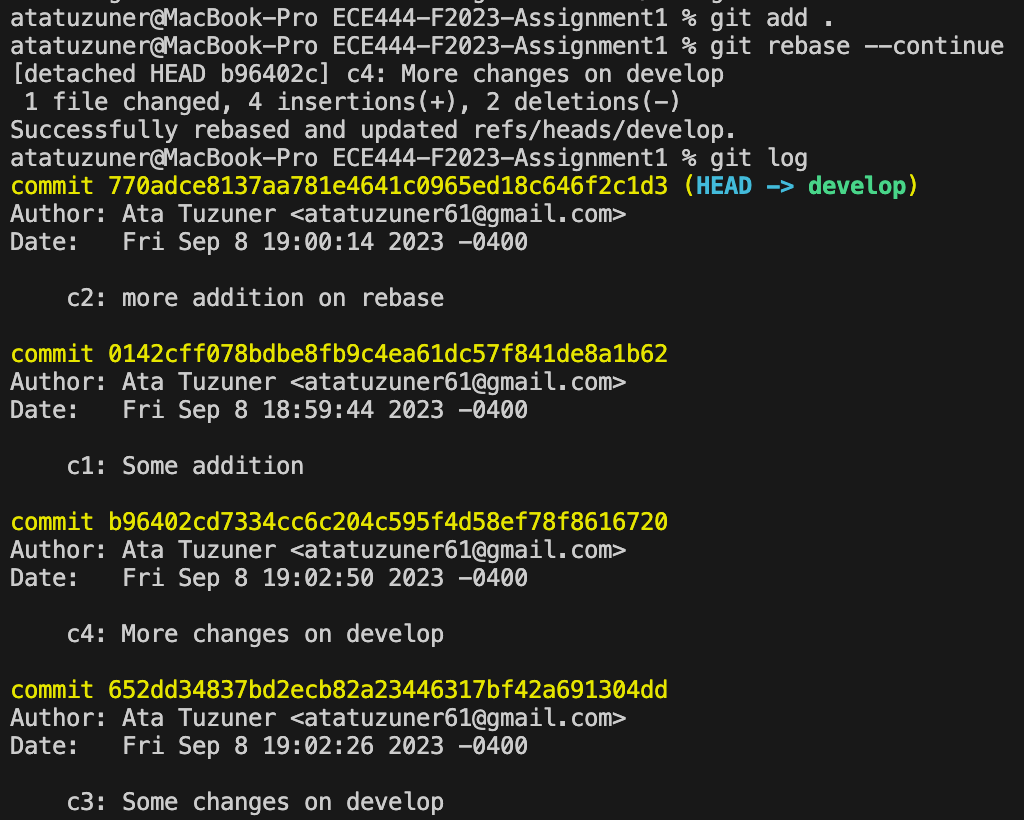 atatuzuner@MacBook-Pro ECE444-F2023-Assignment1 % git add .
atatuzuner@MacBook-Pro ECE444-F2023-Assignment1 % git rebase --continue
[detached HEAD b96402c] c4: More changes on develop
 1 file changed, 4 insertions(+), 2 deletions(-)
Successfully rebased and updated refs/heads/develop.
atatuzuner@MacBook-Pro ECE444-F2023-Assignment1 % git log
commit 770adce8137aa781e4641c0965ed18c646f2c1d3 (HEAD -> develop)
Author: Ata Tuzuner <atatuzuner61@gmail.com>
Date:   Fri Sep 8 19:00:14 2023 -0400

    c2: more addition on rebase

commit 0142cff078bdbe8fb9c4ea61dc57f841de8a1b62
Author: Ata Tuzuner <atatuzuner61@gmail.com>
Date:   Fri Sep 8 18:59:44 2023 -0400

    c1: Some addition

commit b96402cd7334cc6c204c595f4d58ef78f8616720
Author: Ata Tuzuner <atatuzuner61@gmail.com>
Date:   Fri Sep 8 19:02:50 2023 -0400

    c4: More changes on develop

commit 652dd34837bd2ecb82a23446317bf42a691304dd
Author: Ata Tuzuner <atatuzuner61@gmail.com>
Date:   Fri Sep 8 19:02:26 2023 -0400

    c3: Some changes on develop